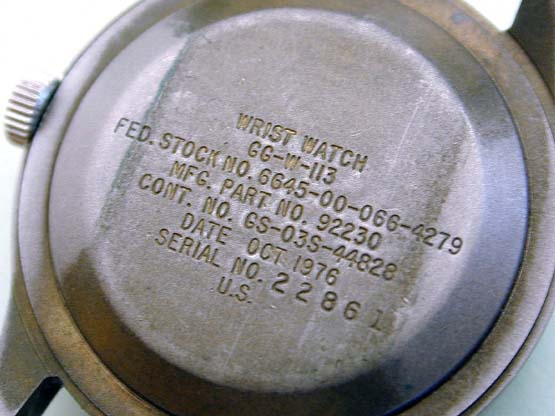 WRIST WATCH
GG-W-113
FED. STOCK NO. 6645-00-066-4279
MFG. PART NO. 92230
CONT. NO. GS-03S-44828
DATE OCT 1976
SERIAL NO. 22861
U.S.